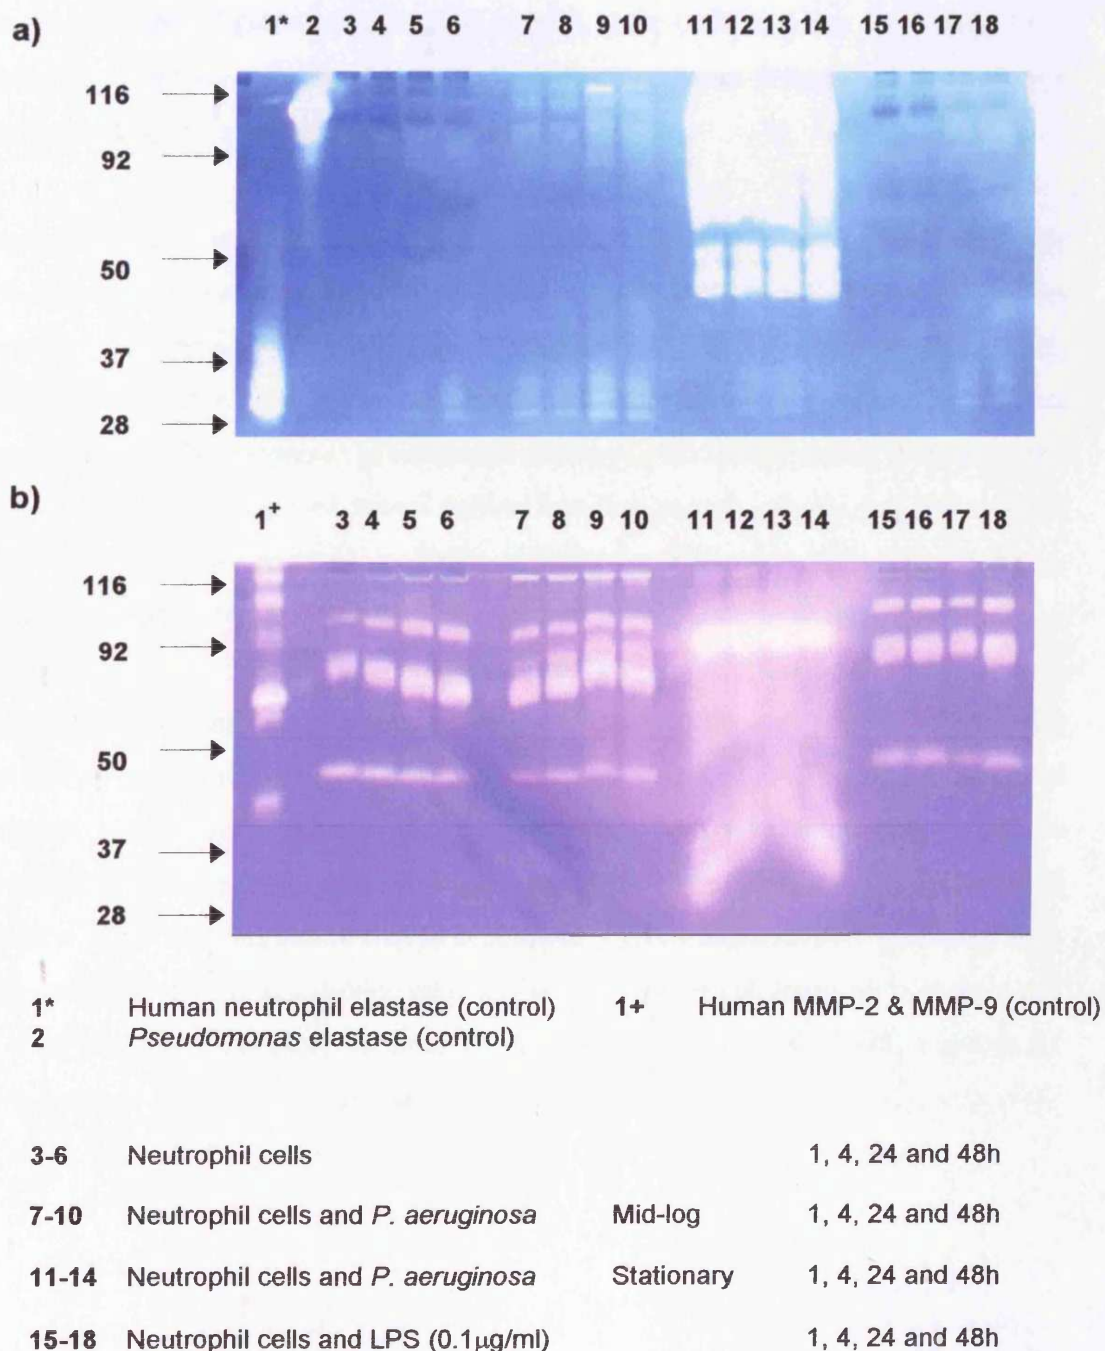 a)
1* 2 3 4 5 6 7 8 9 10 11 12 13 14 15 16 17 18
116
92
50
37
28
b)
1+ 3 4 5 6 7 8 9 10 11 12 13 14 15 16 17 18
116
92
50
37
28
1* Human neutrophil elastase (control) 1+ Human MMP-2 & MMP-9 (control)
2 Pseudomonas elastase (control)
3-6 Neutrophil cells 1, 4, 24 and 48h
7-10 Neutrophil cells and P. aeruginosa Mid-log 1, 4, 24 and 48h
11-14 Neutrophil cells and P. aeruginosa Stationary 1, 4, 24 and 48h
15-18 Neutrophil cells and LPS (0.1µg/ml) 1, 4, 24 and 48h